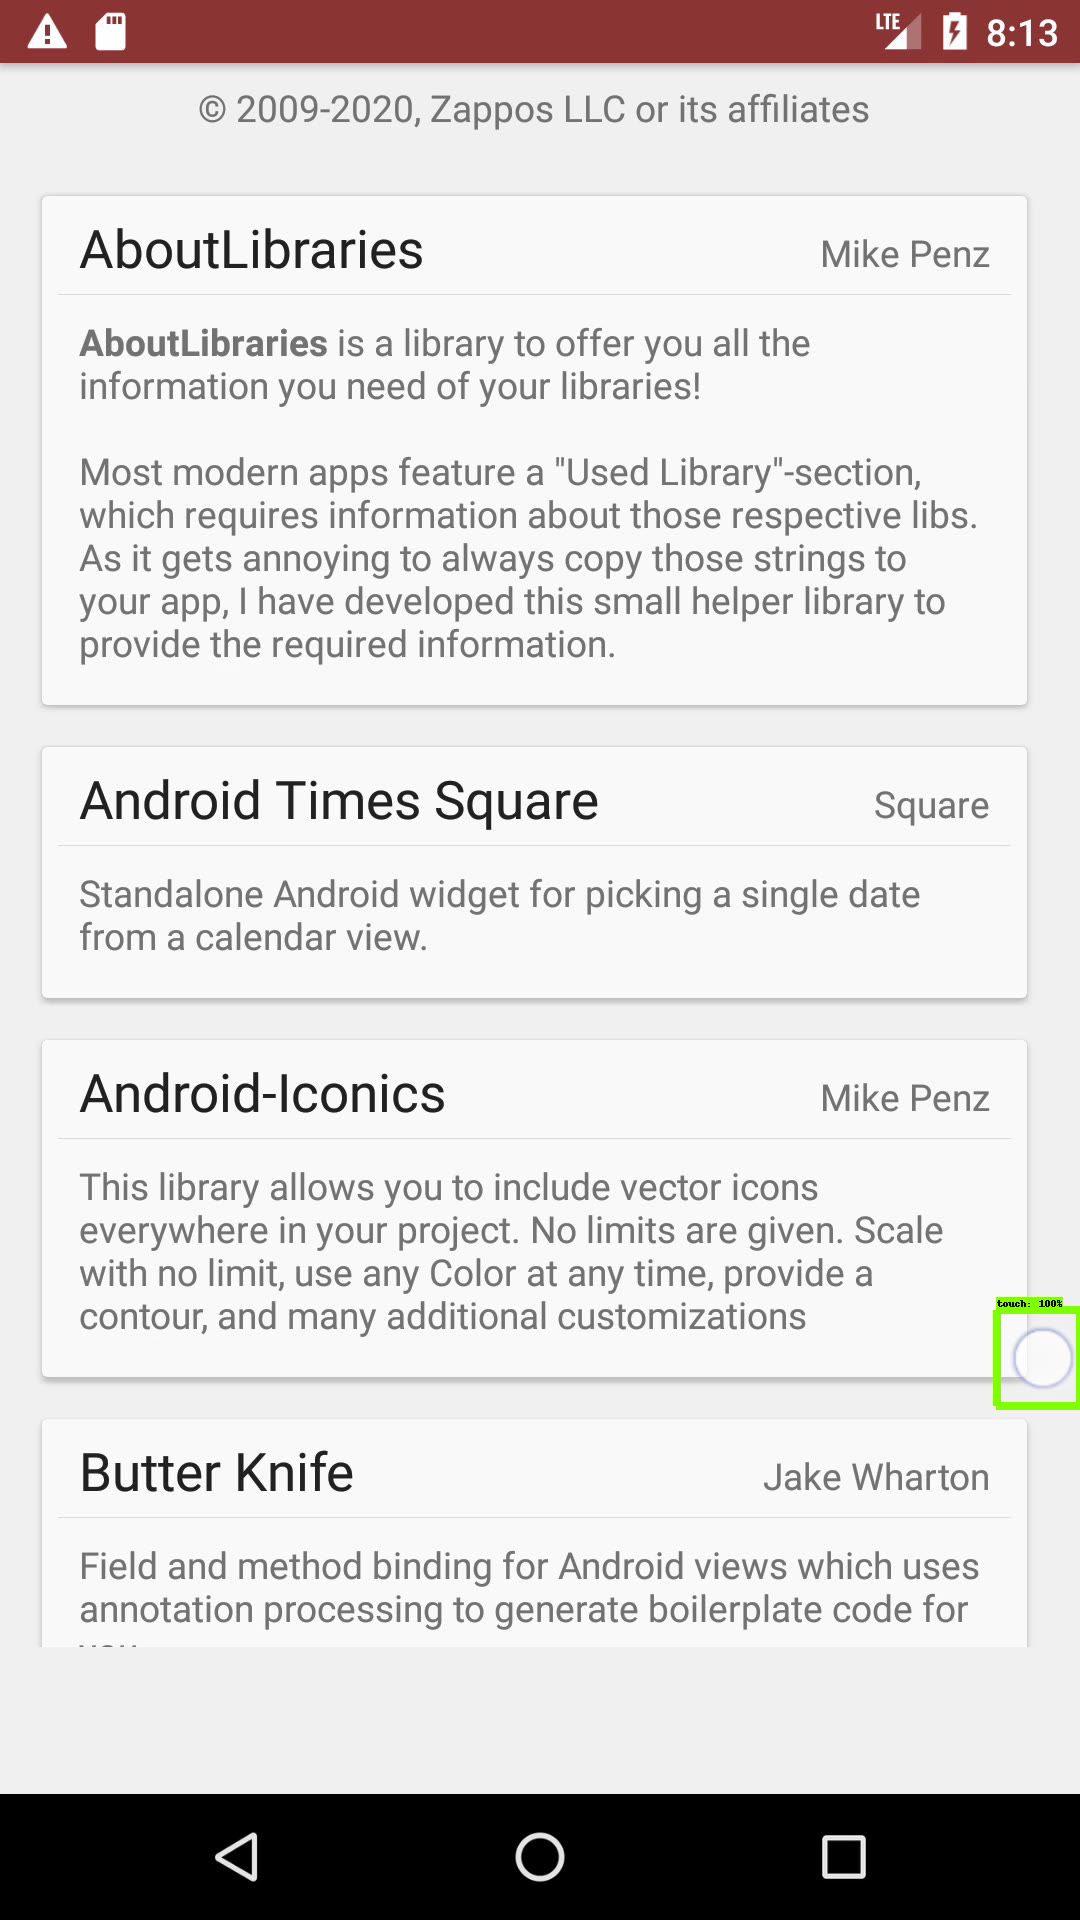 LTE 8:13
© 2009-2020, Zappos LLC or its affiliates
AboutLibraries Mike Penz
AboutLibraries is a library to offer you all the
information you need of your libraries!
Most modern apps feature a "Used Library"-section,
which requires information about those respective libs.
As it gets annoying to always copy those strings to
your app, I have developed this small helper library to
provide the required information.
Android Times Square Square
Standalone Android widget for picking a single date
from a calendar view.
Android-Iconics Mike Penz
This library allows you to include vector icons
everywhere in your project. No limits are given. Scale
with no limit, use any Color at any time, provide a
contour, and many additional customizations
touch: 100%
Butter Knife Jake Wharton
Field and method binding for Android views which uses
annotation processing to generate boilerplate code for